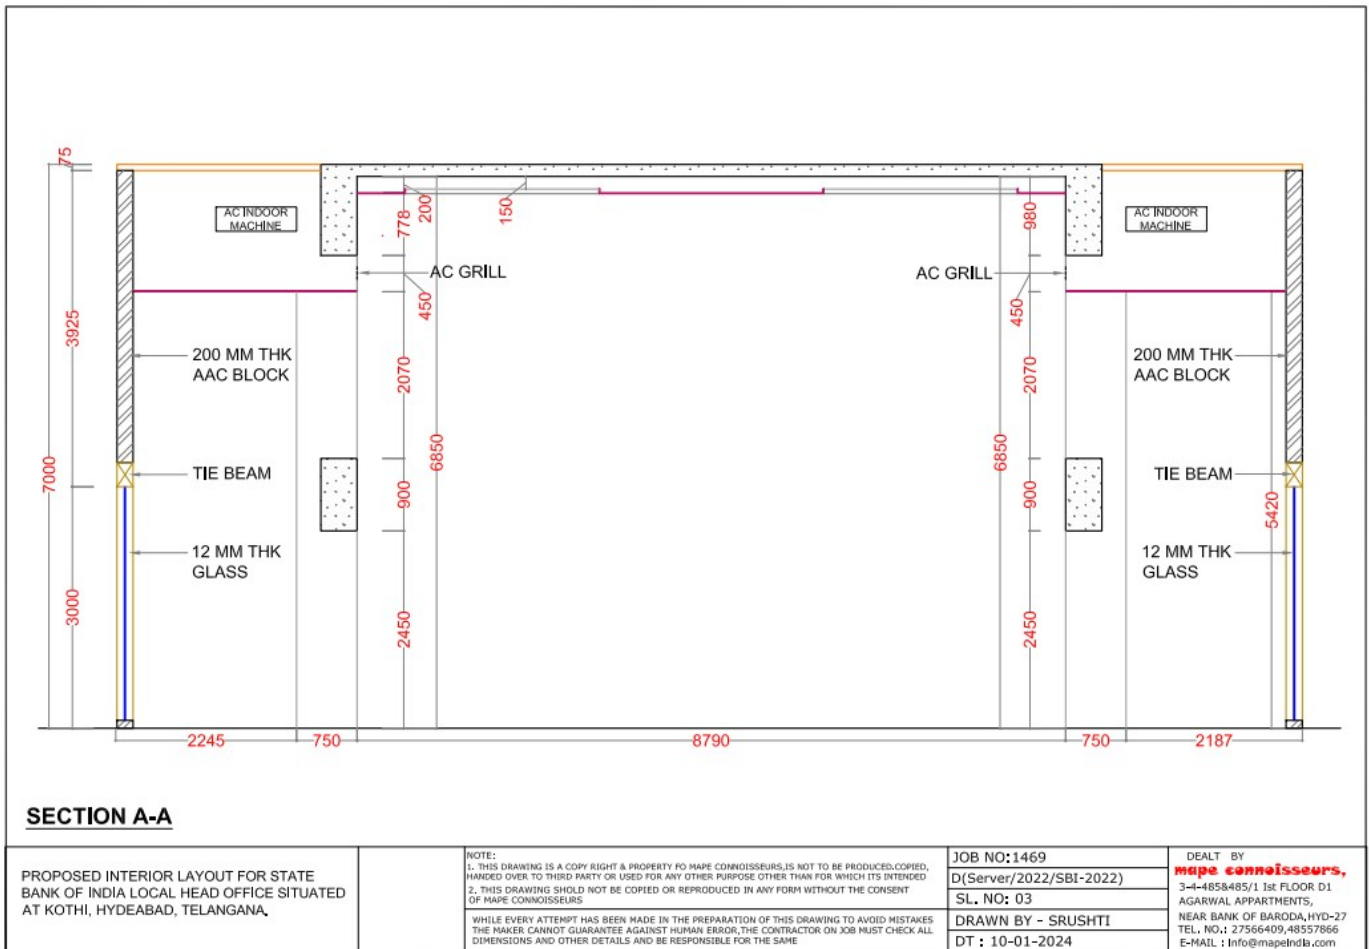 75
AC INDOOR
MACHINE
778
200
150
980
AC INDOOR
MACHINE
AC GRILL
AC GRILL
450
450
3925
200 MM THK
AAC BLOCK
2070
2070
200 MM THK
AAC BLOCK
7000
TIE BEAM
6850
6850
TIE BEAM
900
900
5420
12 MM THK
GLASS
12 MM THK
GLASS
3000
2450
2450
2245
750
8790
750
2187
SECTION A-A
PROPOSED INTERIOR LAYOUT FOR STATE
BANK OF INDIA LOCAL HEAD OFFICE SITUATED
AT KOTHI, HYDEABAD, TELANGANA.
NOTE:
1. THIS DRAWING IS A COPY RIGHT & PROPERTY FO MAPE CONNOISSEURS,IS NOT TO BE PRODUCED,COPIED,
HANDED OVER TO THIRD PARTY OR USED FOR ANY OTHER PURPOSE OTHER THAN FOR WHICH ITS INTENDED
2. THIS DRAWING SHOLD NOT BE COPIED OR REPRODUCED IN ANY FORM WITHOUT THE CONSENT
OF MAPE CONNOISSEURS
WHILE EVERY ATTEMPT HAS BEEN MADE IN THE PREPARATION OF THIS DRAWING TO AVOID MISTAKES
THE MAKER CANNOT GUARANTEE AGAINST HUMAN ERROR,THE CONTRACTOR ON JOB MUST CHECK ALL
DIMENSIONS AND OTHER DETAILS AND BE RESPONSIBLE FOR THE SAME
JOB NO:1469
D(Server/2022/SBI-2022)
SL. NO: 03
DRAWN BY - SRUSHTI
DT : 10-01-2024
DEALT BY
mape connoisseurs,
3-4-485&485/1 Ist FLOOR D1
AGARWAL APPARTMENTS,
NEAR BANK OF BARODA,HYD-27
TEL. NO.: 27566409,48557866
E-MAIL : info@mapeindia.com